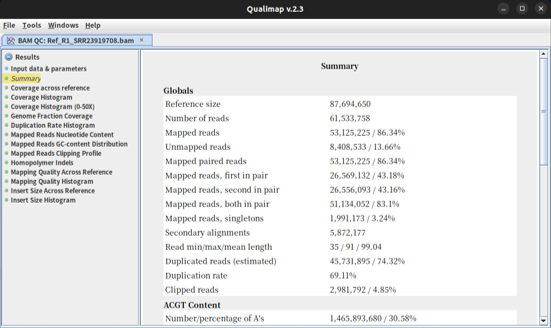 Qualimap v.2.3
File Tools Windows Help
BAM QC: Ref_R1_SRR23919708.bam ×
Results
Input data & parameters
Summary
Coverage across reference
Coverage Histogram
Coverage Histogram (0-50X)
Genome Fraction Coverage
Duplication Rate Histogram
Mapped Reads Nucleotide Content
Mapped Reads GC-content Distribution
Mapped Reads Clipping Profile
Homopolymer Indels
Mapping Quality Across Reference
Mapping Quality Histogram
Insert Size Across Reference
Insert Size Histogram
Summary
Globals
Reference size 87,694,650
Number of reads 61,533,758
Mapped reads 53,125,225 / 86.34%
Unmapped reads 8,408,533 / 13.66%
Mapped paired reads 53,125,225 / 86.34%
Mapped reads, first in pair 26,569,132 / 43.18%
Mapped reads, second in pair 26,556,093 / 43.16%
Mapped reads, both in pair 51,134,052 / 83.1%
Mapped reads, singletons 1,991,173 / 3.24%
Secondary alignments 5,872,177
Read min/max/mean length 35 / 91 / 99.04
Duplicated reads (estimated) 45,731,895 / 74.32%
Duplication rate 69.11%
Clipped reads 2,981,792 / 4.85%
ACGT Content
Number/percentage of A's 1,465,893,680 / 30.58%